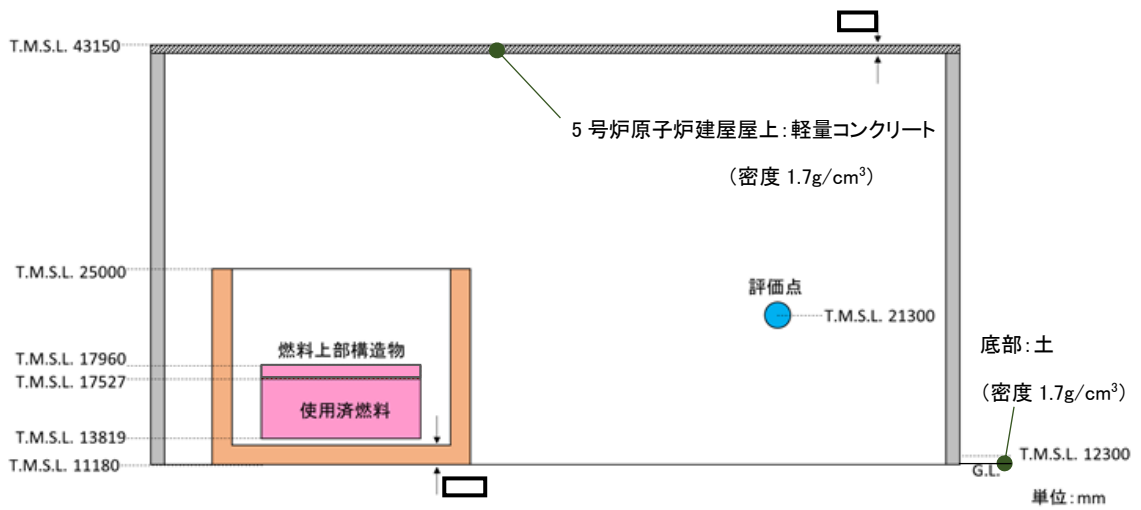 T.M.S.L. 43150
5 号炉原子炉建屋屋上：軽量コンクリート
（密度 1.7g/cm³）
T.M.S.L. 25000
評価点
T.M.S.L. 21300
燃料上部構造物
T.M.S.L. 17960
T.M.S.L. 17527
使用済燃料
T.M.S.L. 13819
T.M.S.L. 11180
底部：土
（密度 1.7g/cm³）
T.M.S.L. 12300
G.L.
単位：mm